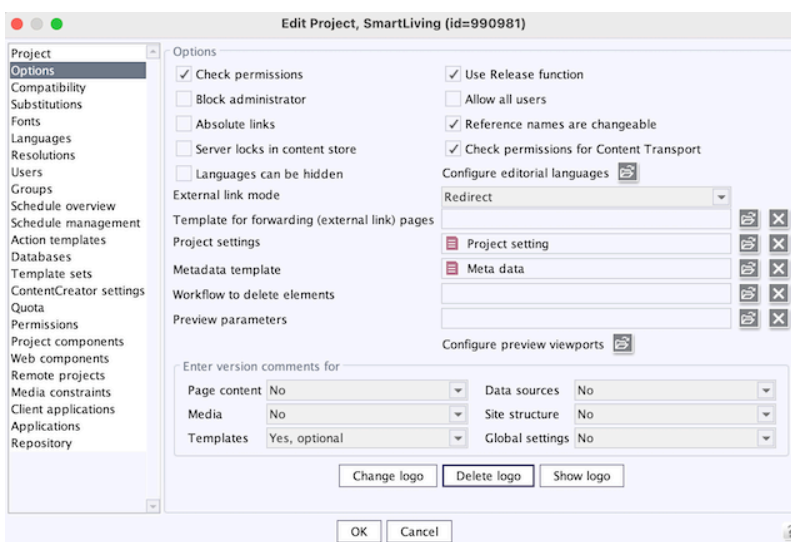 Edit Project, SmartLiving (id=990981)
Project
Options
Compatibility
Substitutions
Fonts
Languages
Resolutions
Users
Groups
Schedule overview
Schedule management
Action templates
Databases
Template sets
ContentCreator settings
Quota
Permissions
Project components
Web components
Remote projects
Media constraints
Client applications
Applications
Repository
Options
Check permissions Use Release function
Block administrator Allow all users
Absolute links Reference names are changeable
Server locks in content store Check permissions for Content Transport
Languages can be hidden Configure editorial languages
External link mode Redirect
Template for forwarding (external link) pages
Project settings Project setting
Metadata template Meta data
Workflow to delete elements
Preview parameters
Configure preview viewports
Enter version comments for
Page content No Data sources No
Media No Site structure No
Templates Yes, optional Global settings No
Change logo Delete logo Show logo
OK Cancel